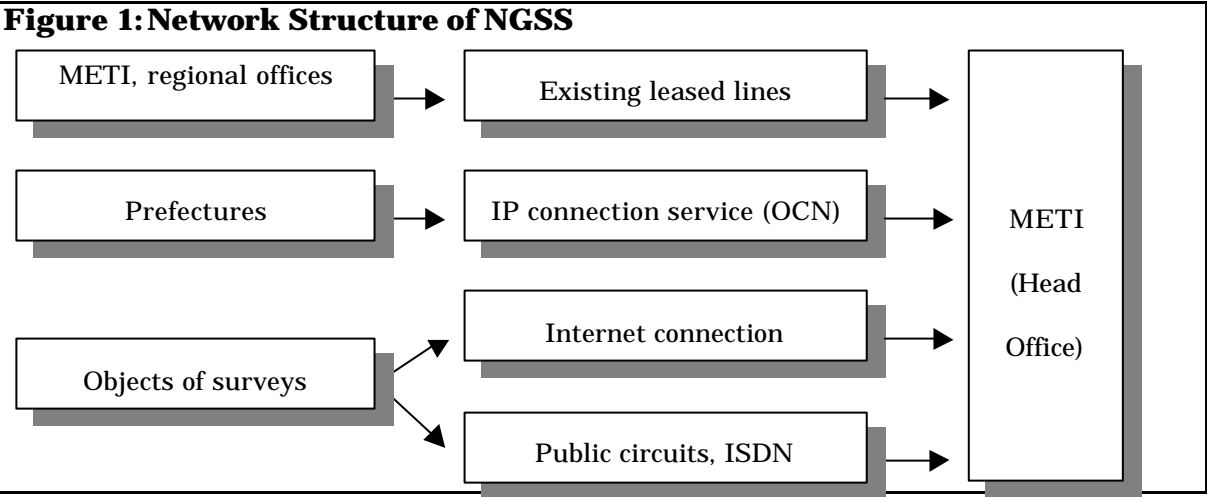 Figure 1: Network Structure of NGSS
METI, regional offices
Existing leased lines
Prefectures
IP connection service (OCN)
METI
(Head
Office)
Internet connection
Objects of surveys
Public circuits, ISDN